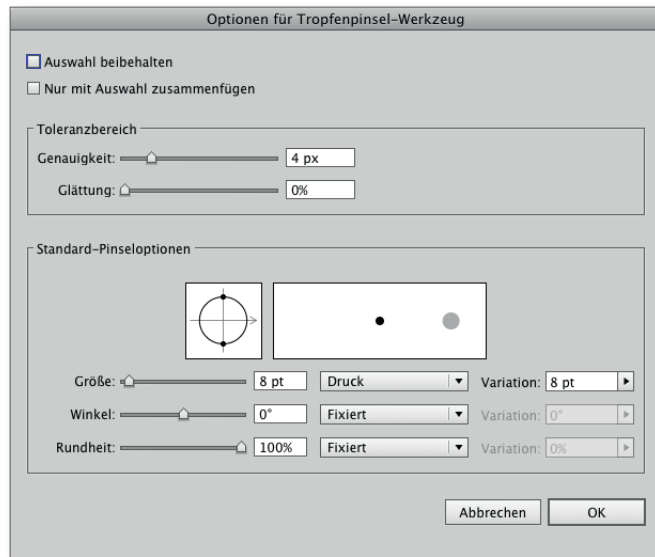 Optionen für Tropfenpinsel-Werkzeug
Auswahl beibehalten
Nur mit Auswahl zusammenfügen
Toleranzbereich
Genauigkeit: 4 px
Glättung: 0%
Standard-Pinseloptionen
Größe: 8 pt Druck Variation: 8 pt
Winkel: 0° Fixiert Variation: 0°
Rundheit: 100% Fixiert Variation: 0%
Abbrechen OK